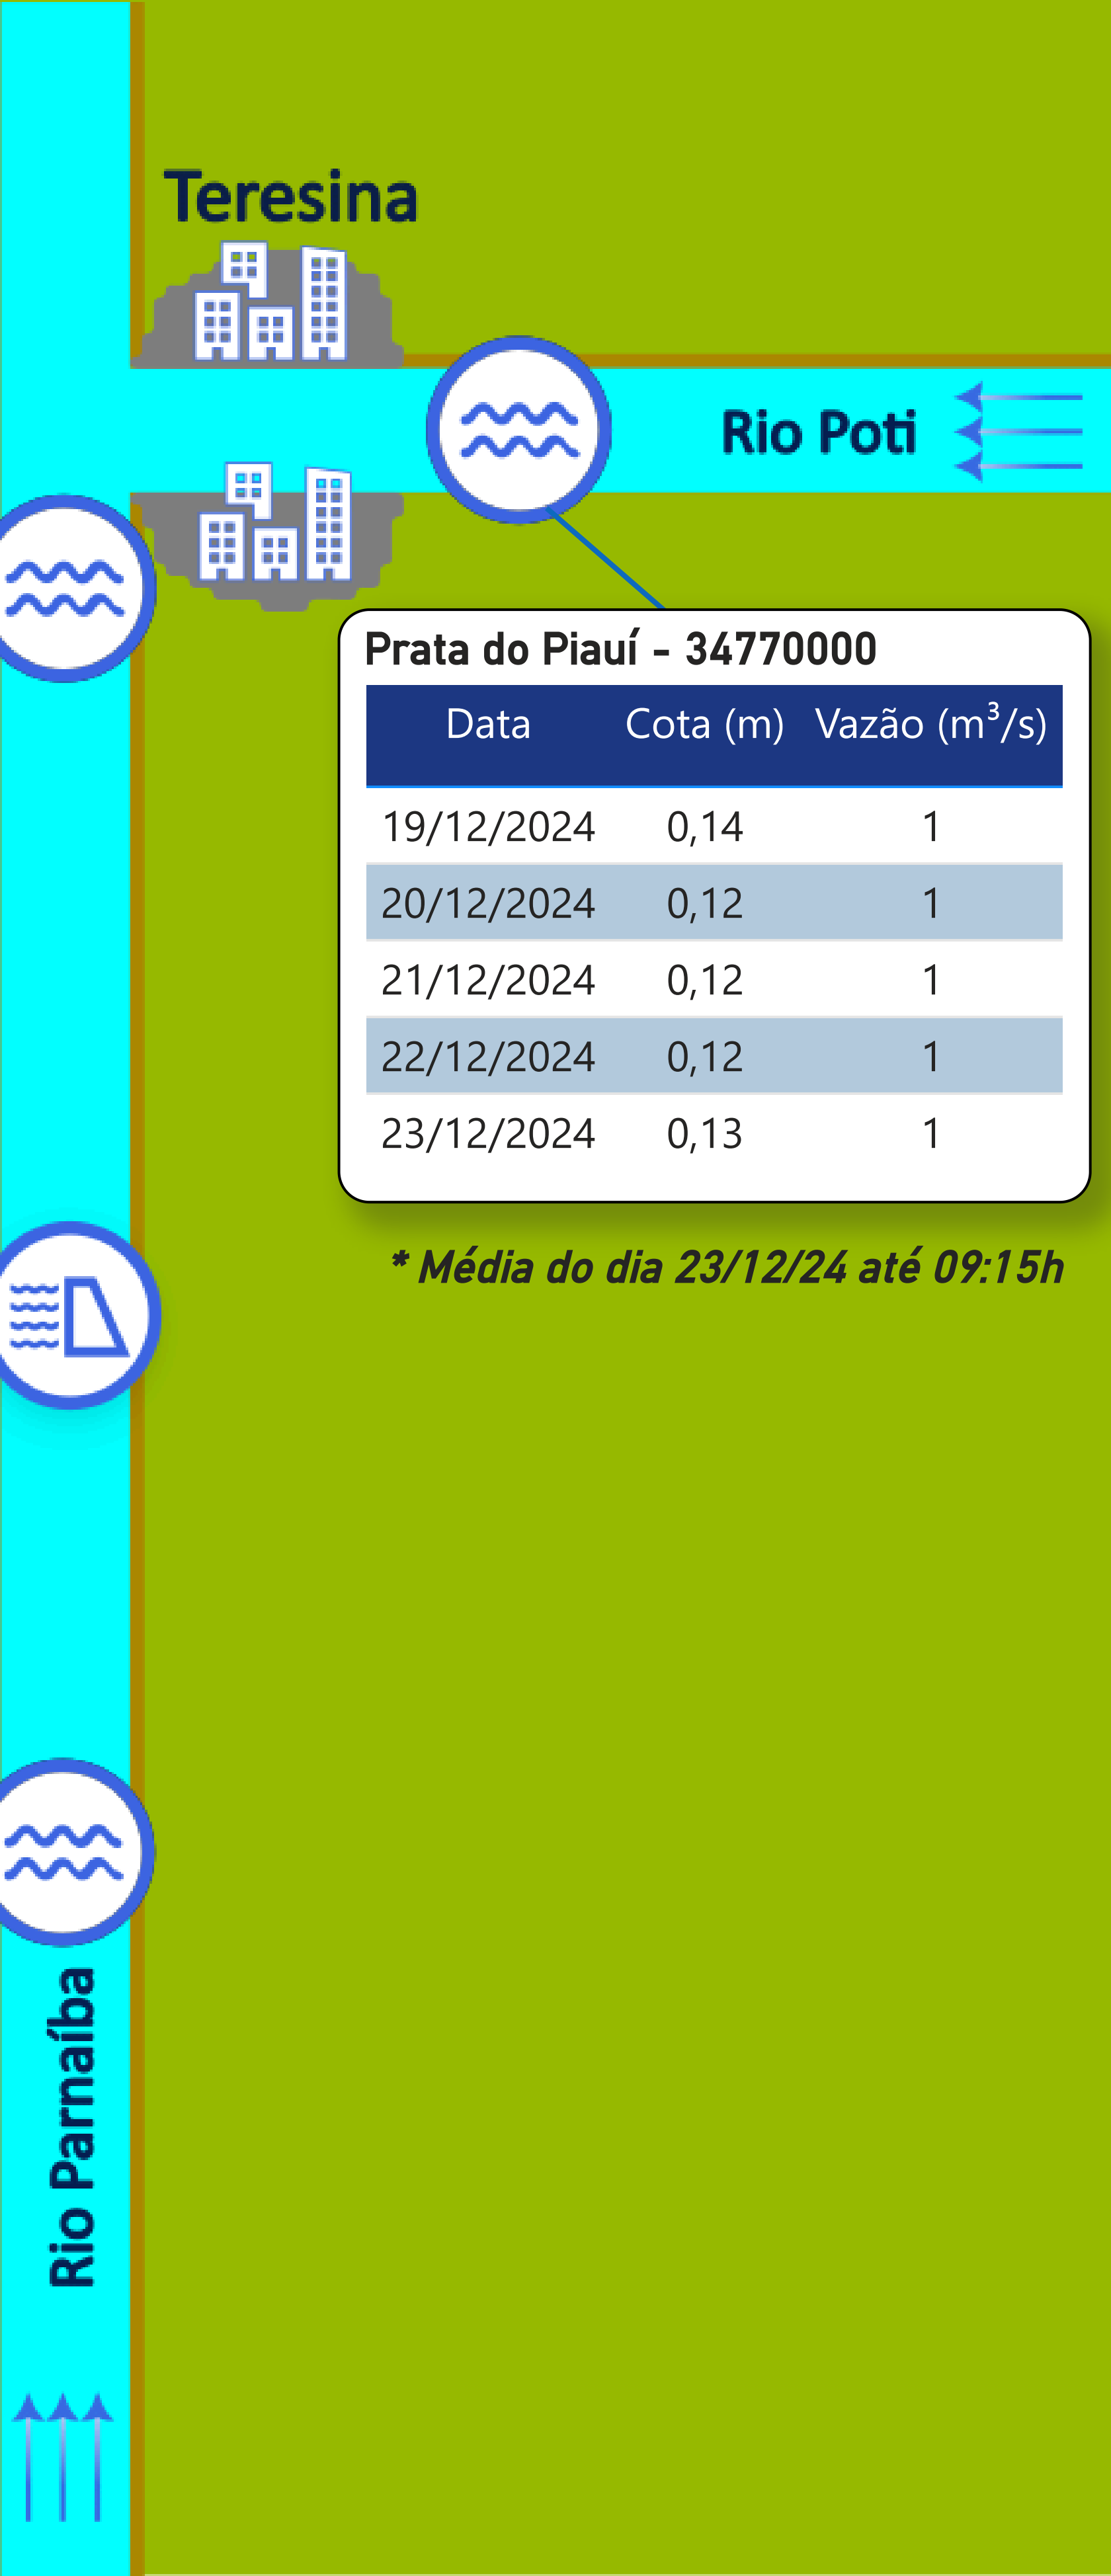 Teresina
Rio Poti
Prata do Piauí - 34770000
Data Cota (m) Vazão (m³/s)
19/12/2024 0,14 1
20/12/2024 0,12 1
21/12/2024 0,12 1
22/12/2024 0,12 1
23/12/2024 0,13 1
* Média do dia 23/12/24 até 09:15h
Rio Parnaíba